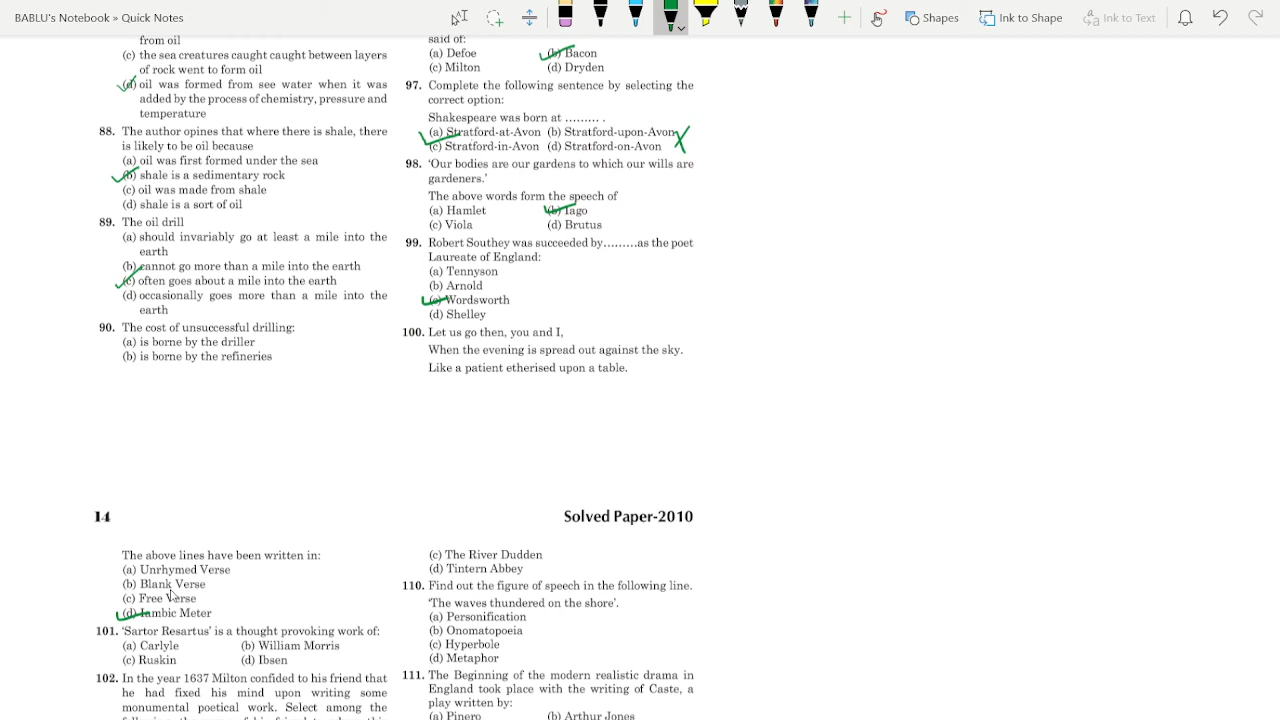 BABLU's Notebook » Quick Notes
Shapes
Ink to Shape
Ink to Text
from oil
(c) the sea creatures caught caught between layers
of rock went to form oil
(d) oil was formed from see water when it was
added by the process of chemistry, pressure and
temperature
88. The author opines that where there is shale, there
is likely to be oil because
(a) oil was first formed under the sea
(b) shale is a sedimentary rock
(c) oil was made from shale
(d) shale is a sort of oil
89. The oil drill
(a) should invariably go at least a mile into the
earth
(b) cannot go more than a mile into the earth
(c) often goes about a mile into the earth
(d) occasionally goes more than a mile into the
earth
90. The cost of unsuccessful drilling:
(a) is borne by the driller
(b) is borne by the refineries
said of:
(a) Defoe (b) Bacon
(c) Milton (d) Dryden
97. Complete the following sentence by selecting the
correct option:
Shakespeare was born at ......... .
(a) Stratford-at-Avon (b) Stratford-upon-Avon
(c) Stratford-in-Avon (d) Stratford-on-Avon
98. 'Our bodies are our gardens to which our wills are
gardeners.'
The above words form the speech of
(a) Hamlet (b) Iago
(c) Viola (d) Brutus
99. Robert Southey was succeeded by.........as the poet
Laureate of England:
(a) Tennyson
(b) Arnold
(c) Wordsworth
(d) Shelley
100. Let us go then, you and I,
When the evening is spread out against the sky.
Like a patient etherised upon a table.
14 Solved Paper-2010
The above lines have been written in:
(a) Unrhymed Verse
(b) Blank Verse
(c) Free Verse
(d) Iambic Meter
101. 'Sartor Resartus' is a thought provoking work of:
(a) Carlyle (b) William Morris
(c) Ruskin (d) Ibsen
102. In the year 1637 Milton confided to his friend that
he had fixed his mind upon writing some
monumental poetical work. Select among the
(c) The River Dudden
(d) Tintern Abbey
110. Find out the figure of speech in the following line.
'The waves thundered on the shore'.
(a) Personification
(b) Onomatopoeia
(c) Hyperbole
(d) Metaphor
111. The Beginning of the modern realistic drama in
England took place with the writing of Caste, a
play written by:
(a) Pinero (b) Arthur Jones